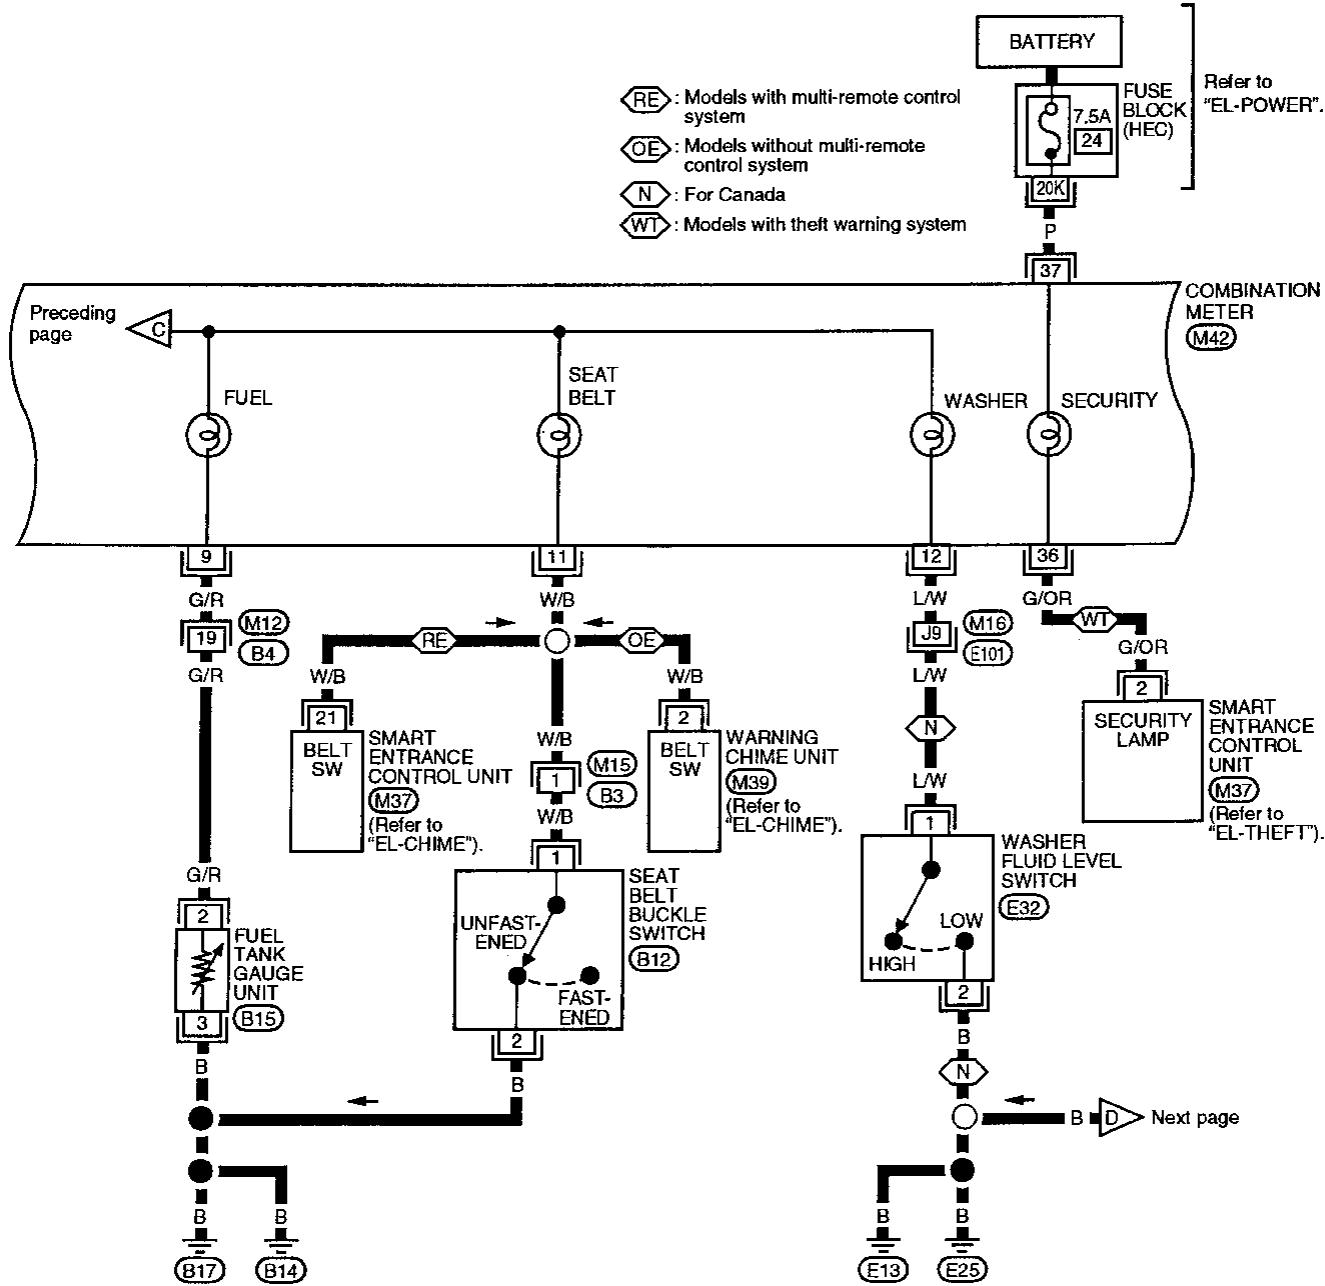 BATTERY
Refer to
"EL-POWER".
FUSE
BLOCK
(HEC)
7.5A
24
20K
P
37
RE : Models with multi-remote control
system
OE : Models without multi-remote
control system
N : For Canada
WT : Models with theft warning system
COMBINATION
METER
M42
Preceding
page
C
FUEL
SEAT
BELT
WASHER
SECURITY
9
11
12
36
G/R
W/B
L/W
G/OR
19
M12
B4
G/R
RE
OE
J9
M16
E101
L/W
WT
G/OR
W/B
W/B
21
2
2
BELT
SW
SMART
ENTRANCE
CONTROL UNIT
M37
(Refer to
"EL-CHIME").
W/B
1
M15
B3
W/B
BELT
SW
WARNING
CHIME UNIT
M39
(Refer to
"EL-CHIME").
N
L/W
SECURITY
LAMP
SMART
ENTRANCE
CONTROL
UNIT
M37
(Refer to
"EL-THEFT").
1
1
WASHER
FLUID LEVEL
SWITCH
E32
LOW
HIGH
2
G/R
2
FUEL
TANK
GAUGE
UNIT
B15
3
SEAT
BELT
BUCKLE
SWITCH
B12
UNFAST-
ENED
FAST-
ENED
2
B
B
B
N
B
D
Next page
B
B
B
B
B17
B14
E13
E25